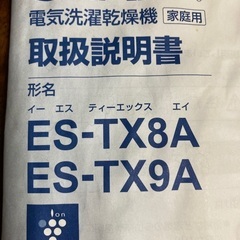 電気洗濯乾燥機 家庭用
取扱説明書
形名
イー エス ティーエックス エイ
ES-TX8A
ES-TX9A
ion